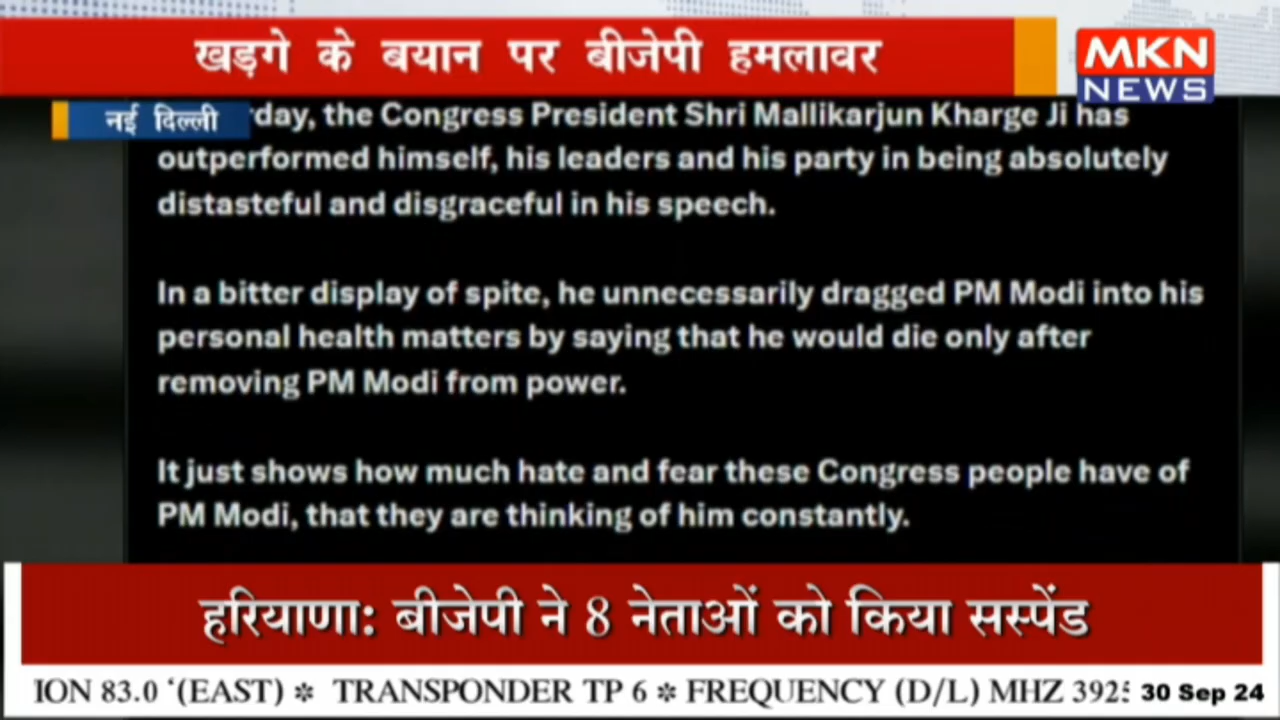 खड़गे के बयान पर बीजेपी हमलावर
MKN
NEWS
नई दिल्ली
day, the Congress President Shri Mallikarjun Kharge Ji has
outperformed himself, his leaders and his party in being absolutely
distasteful and disgraceful in his speech.
In a bitter display of spite, he unnecessarily dragged PM Modi into his
personal health matters by saying that he would die only after
removing PM Modi from power.
It just shows how much hate and fear these Congress people have of
PM Modi, that they are thinking of him constantly.
हरियाणा: बीजेपी ने 8 नेताओं को किया सस्पेंड
ION 83.0 ‘(EAST) ✲ TRANSPONDER TP 6 ✲ FREQUENCY (D/L) MHZ 392
30 Sep 24